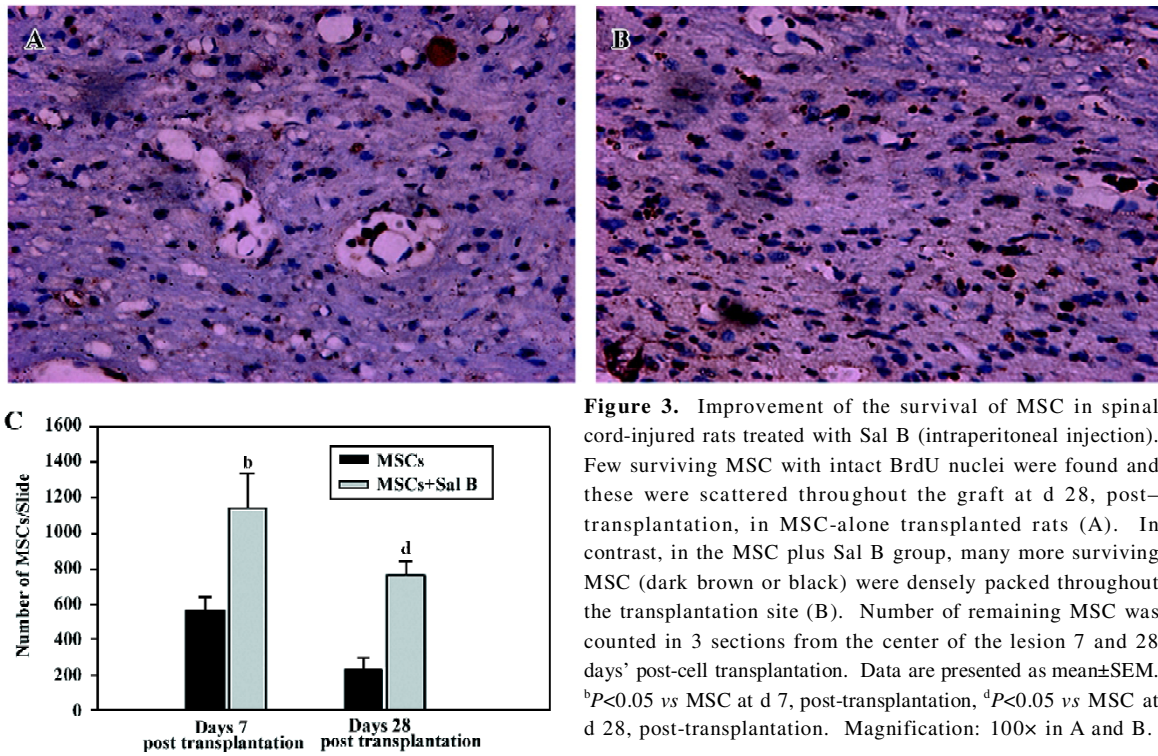 A
B
C
1600
1400
1200
1000
800
600
400
200
0
Number of MSCs/Slide
MSCs
MSCs+Sal B
b
d
Days 7
post transplantation
Days 28
post transplantation
Figure 3. Improvement of the survival of MSC in spinal
cord-injured rats treated with Sal B (intraperitoneal injection).
Few surviving MSC with intact BrdU nuclei were found and
these were scattered throughout the graft at d 28, post–
transplantation, in MSC-alone transplanted rats (A). In
contrast, in the MSC plus Sal B group, many more surviving
MSC (dark brown or black) were densely packed throughout
the transplantation site (B). Number of remaining MSC was
counted in 3 sections from the center of the lesion 7 and 28
days' post-cell transplantation. Data are presented as mean±SEM.
ᵇP<0.05 vs MSC at d 7, post-transplantation, ᵈP<0.05 vs MSC at
d 28, post-transplantation. Magnification: 100× in A and B.